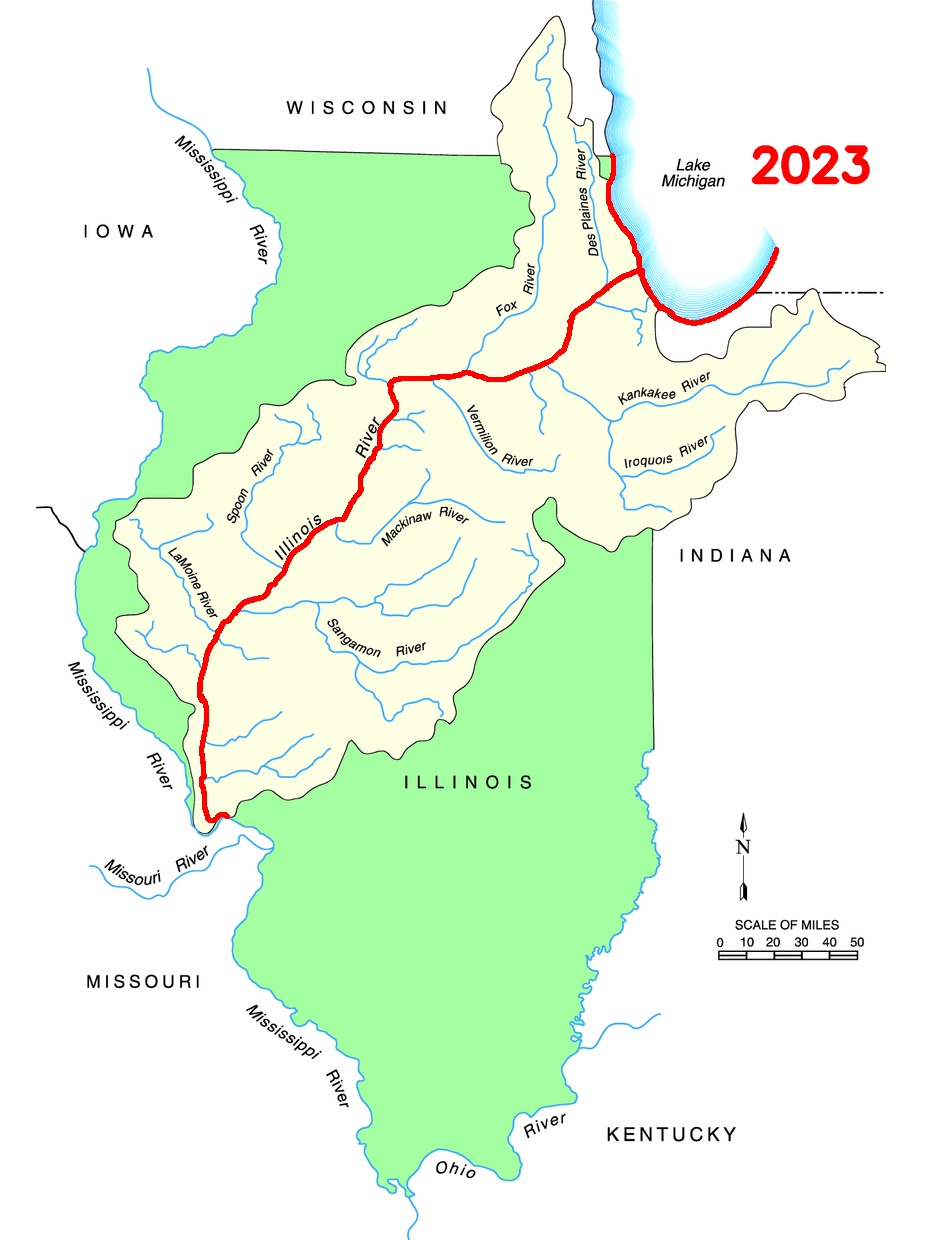 WISCONSIN
Lake
Michigan
2023
Mississippi
River
IOWA
Des Plaines River
Fox
River
Kankakee River
River
Vermilion
River
Iroquois River
Spoon River
Illinois
Mackinaw River
INDIANA
LaMoine River
Sangamon River
Mississippi
River
ILLINOIS
Missouri River
N
SCALE OF MILES
0 10 20 30 40 50
MISSOURI
Mississippi
River
River
KENTUCKY
Ohio